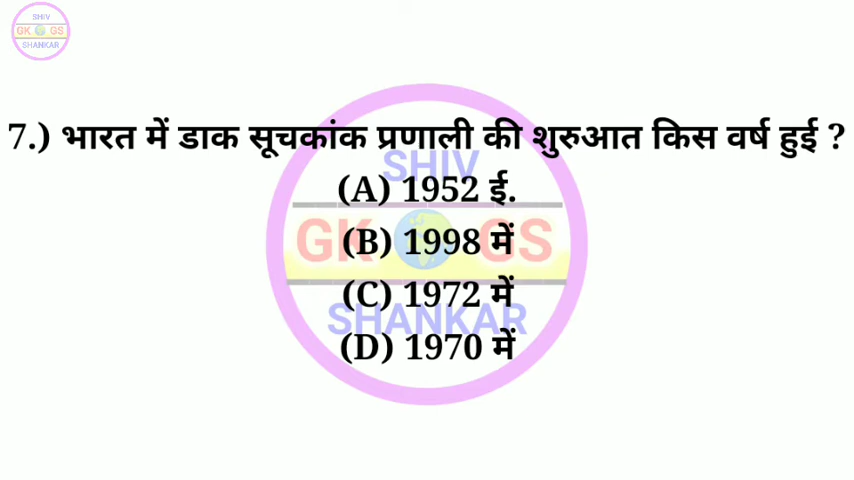 SHIV
GK GS
SHANKAR
7.) भारत में डाक सूचकांक प्रणाली की शुरुआत किस वर्ष हुई ?
SHIV
(A) 1952 ई.
GK GS
(B) 1998 में
(C) 1972 में
SHANKAR
(D) 1970 में